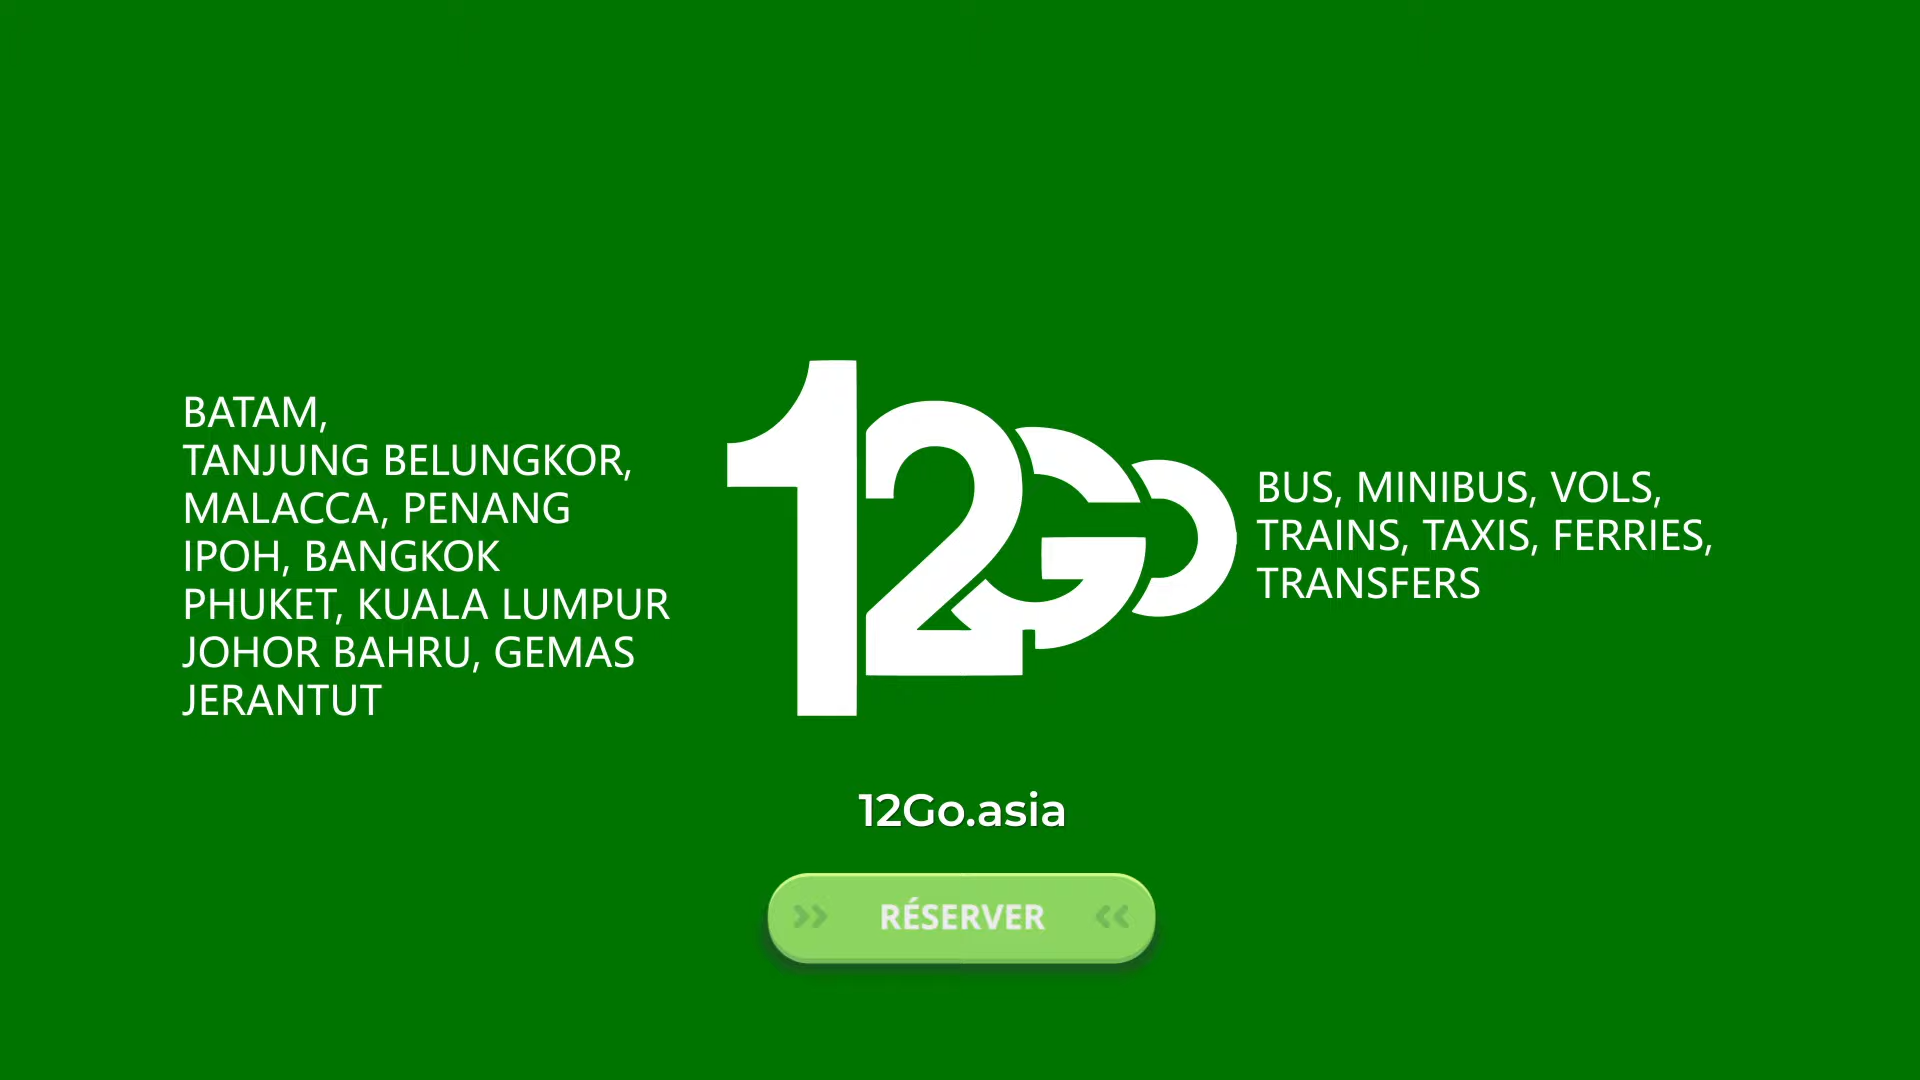 BATAM,
TANJUNG BELUNGKOR,
MALACCA, PENANG
IPOH, BANGKOK
PHUKET, KUALA LUMPUR
JOHOR BAHRU, GEMAS
JERANTUT
12GO
BUS, MINIBUS, VOLS,
TRAINS, TAXIS, FERRIES,
TRANSFERS
12Go.asia
RÉSERVER